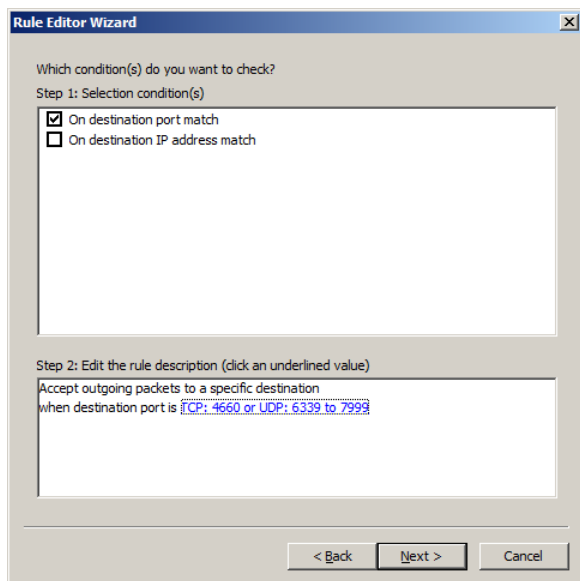 Rule Editor Wizard
Which condition(s) do you want to check?
Step 1: Selection condition(s)
On destination port match
On destination IP address match
Step 2: Edit the rule description (click an underlined value)
Accept outgoing packets to a specific destination
when destination port is TCP: 4660 or UDP: 6339 to 7999
< Back Next > Cancel